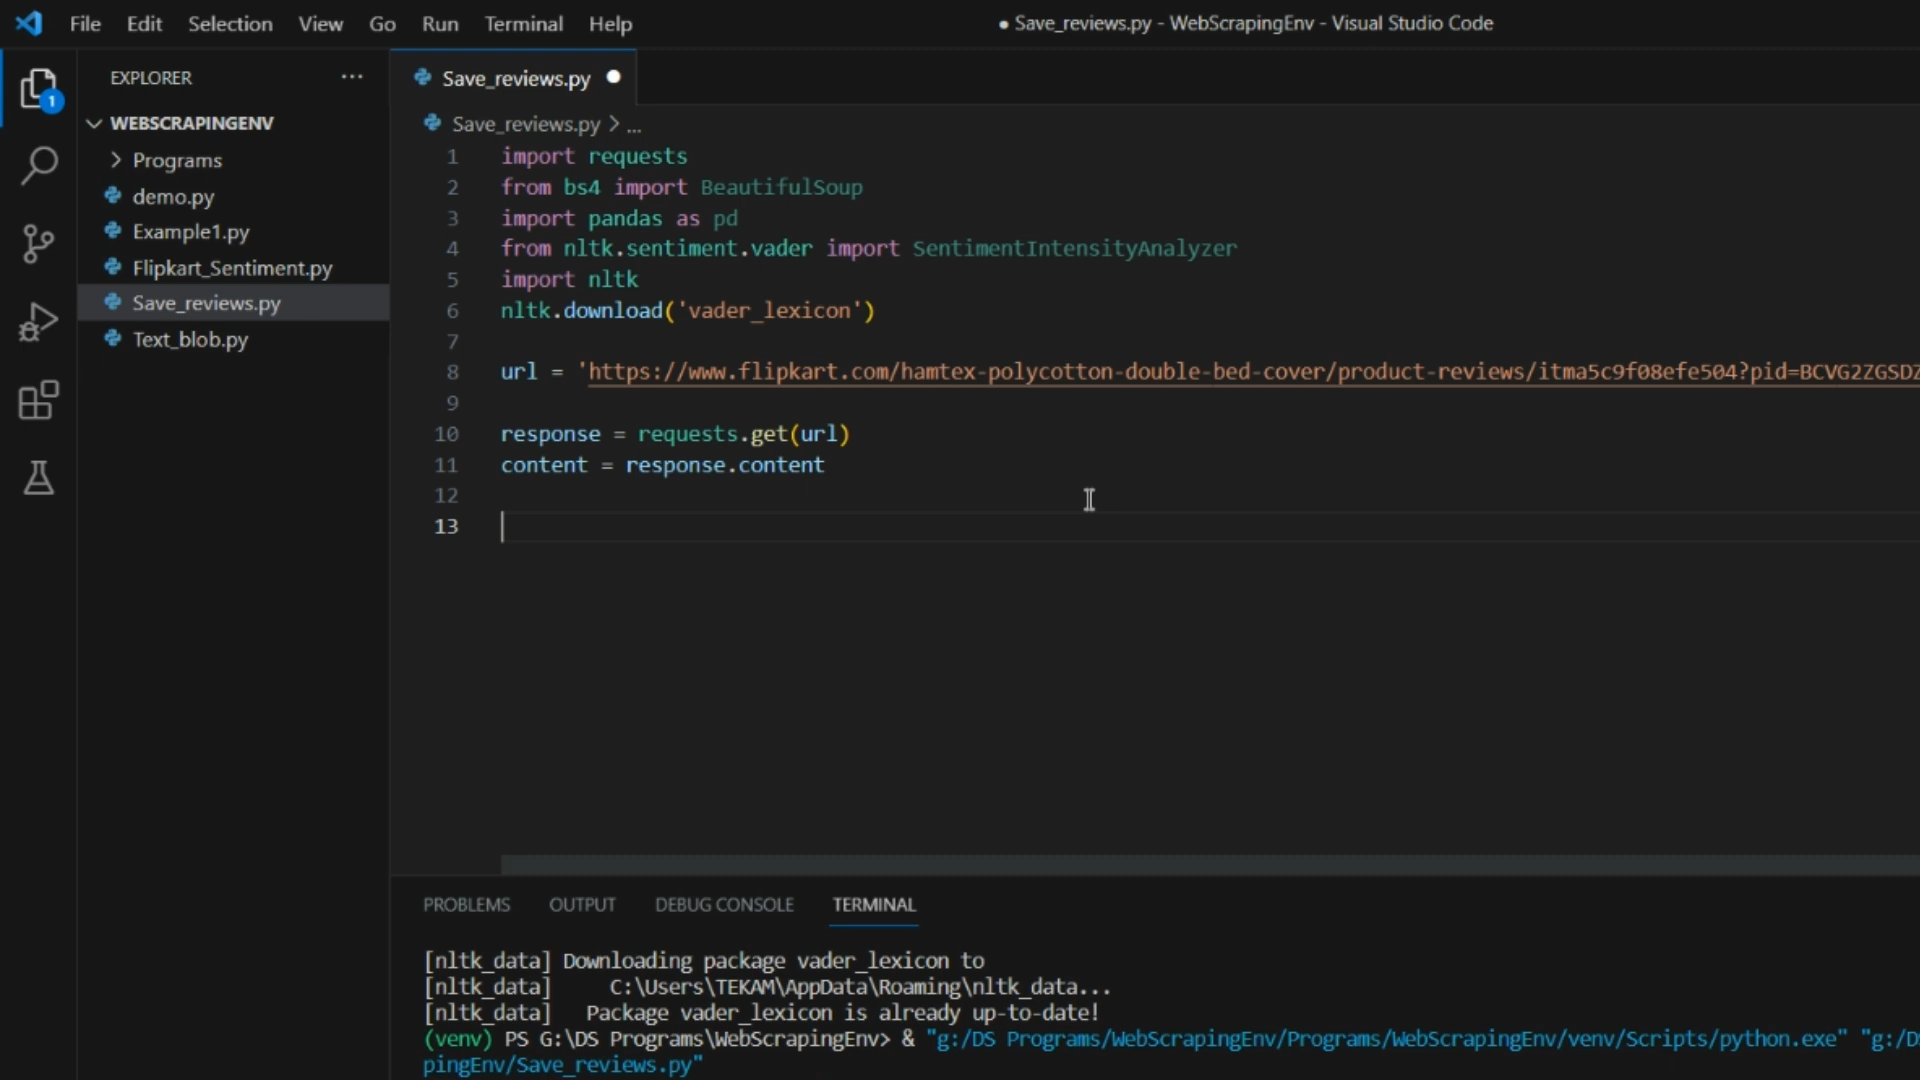 File Edit Selection View Go Run Terminal Help
● Save_reviews.py - WebScrapingEnv - Visual Studio Code
EXPLORER ...
1
WEBSCRAPINGENV
Programs
demo.py
Example1.py
Flipkart_Sentiment.py
Save_reviews.py
Text_blob.py
Save_reviews.py ●
Save_reviews.py > ...
1 import requests
2 from bs4 import BeautifulSoup
3 import pandas as pd
4 from nltk.sentiment.vader import SentimentIntensityAnalyzer
5 import nltk
6 nltk.download('vader_lexicon')
7
8 url = 'https://www.flipkart.com/hamtex-polycotton-double-bed-cover/product-reviews/itma5c9f08efe504?pid=BCVG2ZGSDZ
9
10 response = requests.get(url)
11 content = response.content
12
13
PROBLEMS OUTPUT DEBUG CONSOLE TERMINAL
[nltk_data] Downloading package vader_lexicon to
[nltk_data]     C:\Users\TEKAM\AppData\Roaming\nltk_data...
[nltk_data]   Package vader_lexicon is already up-to-date!
(venv) PS G:\DS Programs\WebScrapingEnv> & "g:/DS Programs/WebScrapingEnv/Programs/WebScrapingEnv/venv/Scripts/python.exe" "g:/DS
pingEnv/Save_reviews.py"